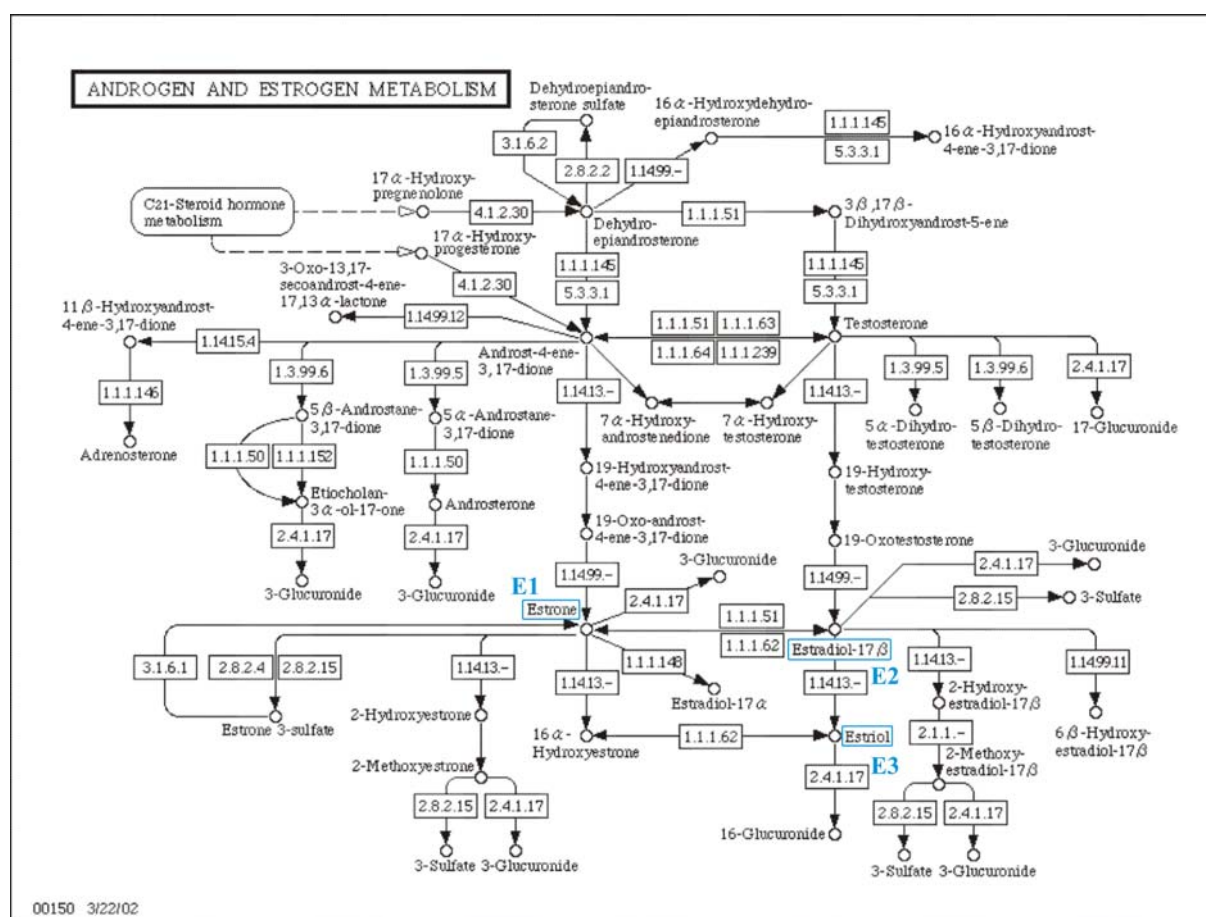 ANDROGEN AND ESTROGEN METABOLISM
Dehydroepiandro-
sterone sulfate
16α-Hydroxydehydro-
epiandrosterone
1.1.1.145
5.3.3.1
16α-Hydroxyandrost-
4-ene-3,17-dione
3.1.6.2
2.8.2.2
1.14.99.-
C21-Steroid hormone
metabolism
17α-Hydroxy-
pregnenolone
4.1.2.30
Dehydro-
epiandrosterone
1.1.1.51
3β,17β-
Dihydroxyandrost-5-ene
17α-Hydroxy-
progesterone
4.1.2.30
1.1.1.145
5.3.3.1
1.1.1.145
5.3.3.1
3-Oxo-13,17-
secoandrost-4-ene-
17,13α-lactone
1.14.99.12
11β-Hydroxyandrost-
4-ene-3,17-dione
1.14.15.4
Androst-4-ene-
3,17-dione
1.1.1.51
1.1.1.63
1.1.1.64
1.1.1.239
Testosterone
1.1.1.146
Adrenosterone
1.3.99.6
1.3.99.5
1.14.13.-
1.14.13.-
1.3.99.5
1.3.99.6
2.4.1.17
5β-Androstane-
3,17-dione
5α-Androstane-
3,17-dione
7α-Hydroxy-
androstenedione
7α-Hydroxy-
testosterone
5α-Dihydro-
testosterone
5β-Dihydro-
testosterone
17-Glucuronide
1.1.1.50
1.1.1.152
1.1.1.50
19-Hydroxyandrost-
4-ene-3,17-dione
19-Hydroxy-
testosterone
Etiocholan-
3α-ol-17-one
Androsterone
2.4.1.17
2.4.1.17
19-Oxo-androst-
4-ene-3,17-dione
19-Oxotestosterone
3-Glucuronide
3-Glucuronide
1.14.99.-
3-Glucuronide
1.14.99.-
2.4.1.17
3-Glucuronide
2.8.2.15
3-Sulfate
E1
Estrone
2.4.1.17
1.1.1.51
1.1.1.62
Estradiol-17β
E2
3.1.6.1
2.8.2.4
2.8.2.15
1.14.13.-
1.14.13.-
1.1.1.148
Estradiol-17α
1.14.13.-
1.14.13.-
1.14.99.11
Estrone 3-sulfate
2-Hydroxyestrone
16α-
Hydroxyestrone
1.1.1.62
Estriol
E3
2-Hydroxy-
estradiol-17β
6β-Hydroxy-
estradiol-17β
2.1.1.-
2-Methoxyestrone
2-Methoxy-
estradiol-17β
2.8.2.15
2.4.1.17
2.4.1.17
2.8.2.15
2.4.1.17
3-Sulfate
3-Glucuronide
16-Glucuronide
3-Sulfate
3-Glucuronide
00150 3/22/02